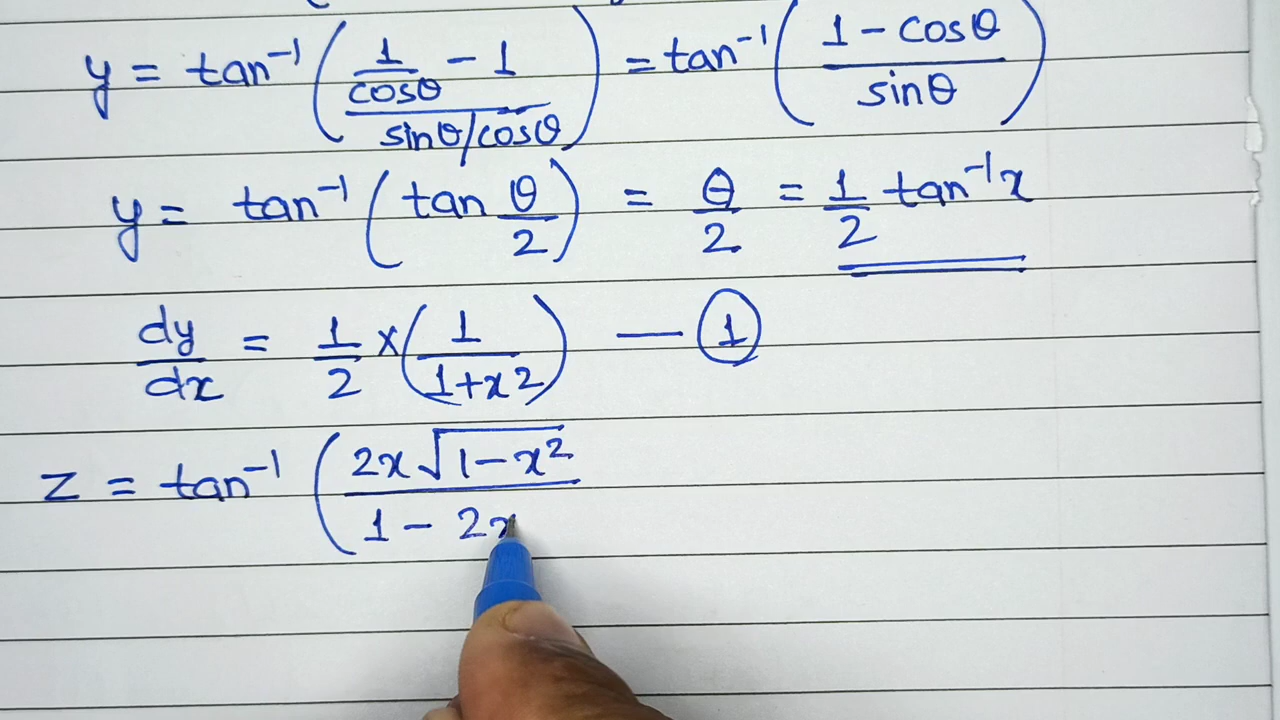 y = tan⁻¹( (1/cosθ − 1) / (sinθ/cosθ) ) = tan⁻¹( (1 − cosθ) / sinθ )
y = tan⁻¹( tan θ/2 ) = θ/2 = 1/2 tan⁻¹x
dy/dx = 1/2 × ( 1/(1+x²) ) — ①
z = tan⁻¹( 2x√(1−x²) / 1 − 2x